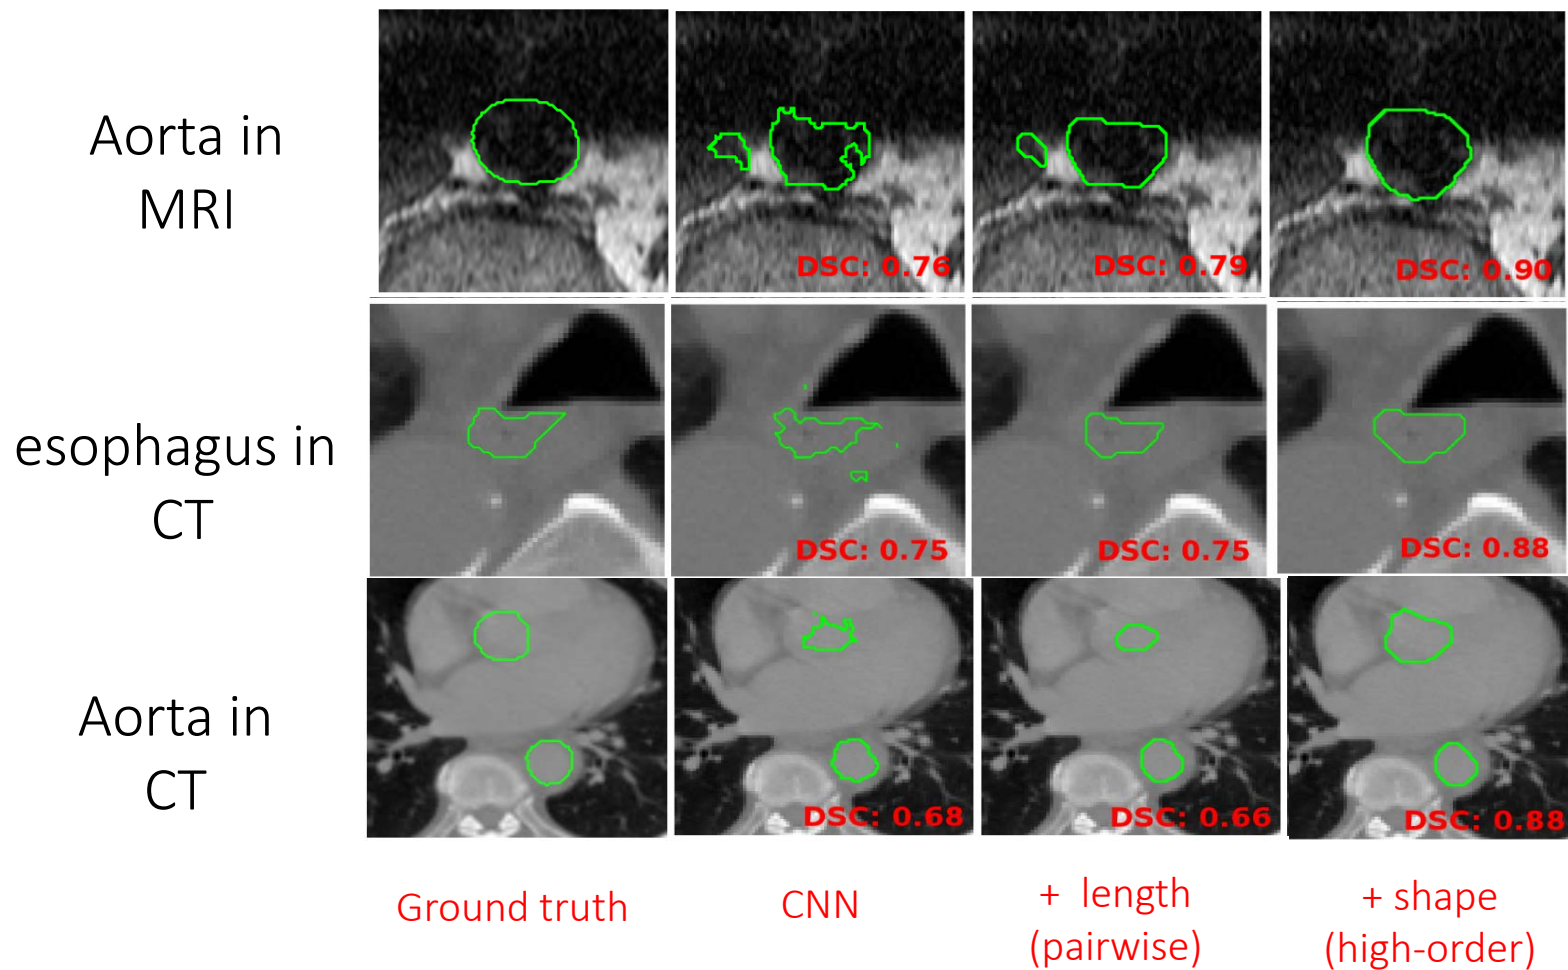 Aorta in
MRI
DSC: 0.76
DSC: 0.79
DSC: 0.90
esophagus in
CT
DSC: 0.75
DSC: 0.75
DSC: 0.88
Aorta in
CT
DSC: 0.68
DSC: 0.66
DSC: 0.88
Ground truth
CNN
+ length
(pairwise)
+ shape
(high-order)